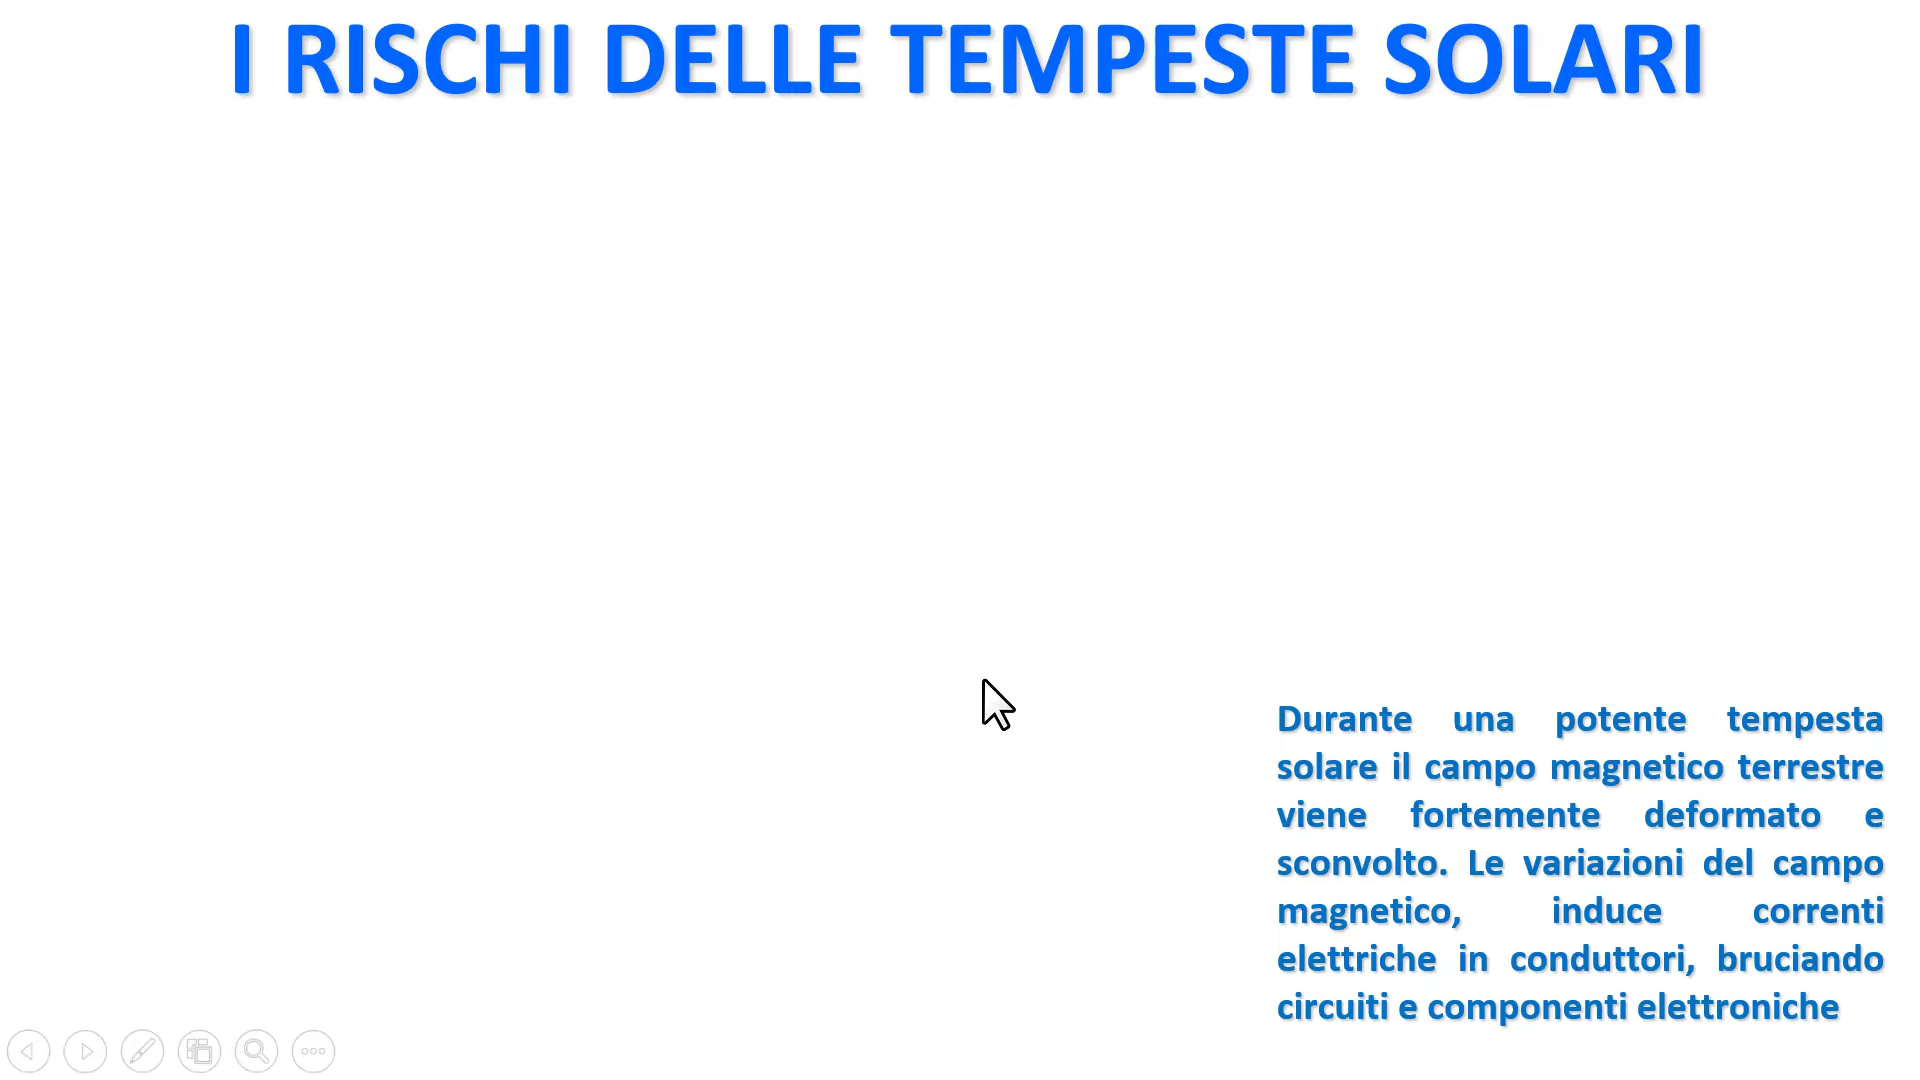 I RISCHI DELLE TEMPESTE SOLARI
Durante una potente tempesta
solare il campo magnetico terrestre
viene fortemente deformato e
sconvolto. Le variazioni del campo
magnetico, induce correnti
elettriche in conduttori, bruciando
circuiti e componenti elettroniche